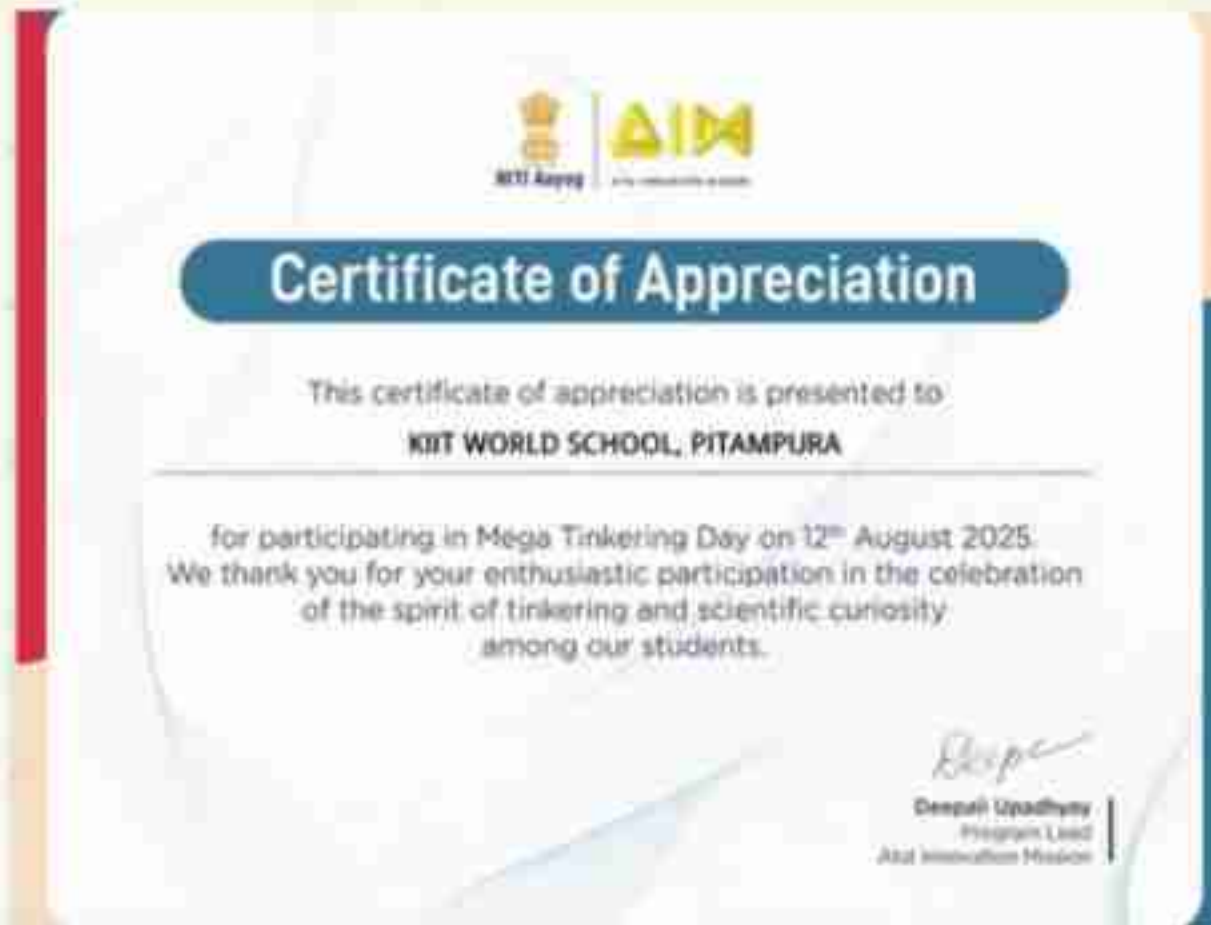 NITI Aayog
AIM
Certificate of Appreciation
This certificate of appreciation is presented to
KIIT WORLD SCHOOL, PITAMPURA
for participating in Mega Tinkering Day on 12th August 2025.
We thank you for your enthusiastic participation in the celebration
of the spirit of tinkering and scientific curiosity
among our students.
Deepali Upadhyay
Program Lead
Atal Innovation Mission